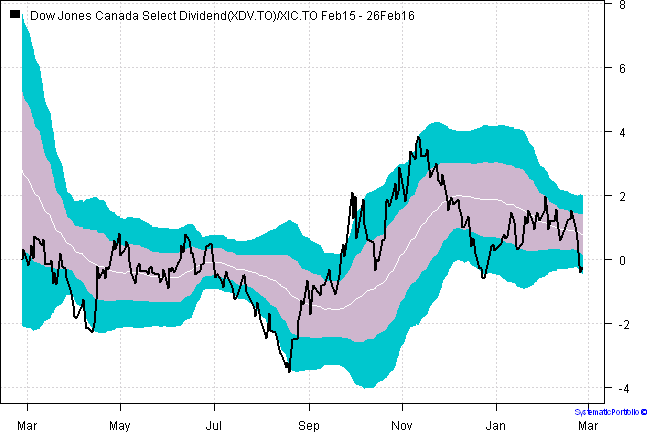 Dow Jones Canada Select Dividend(XDV.TO)/XIC.TO Feb15 - 26Feb16
8
6
4
2
0
-2
-4
SystematicPortfolio ©
Mar May Jul Sep Nov Jan Mar